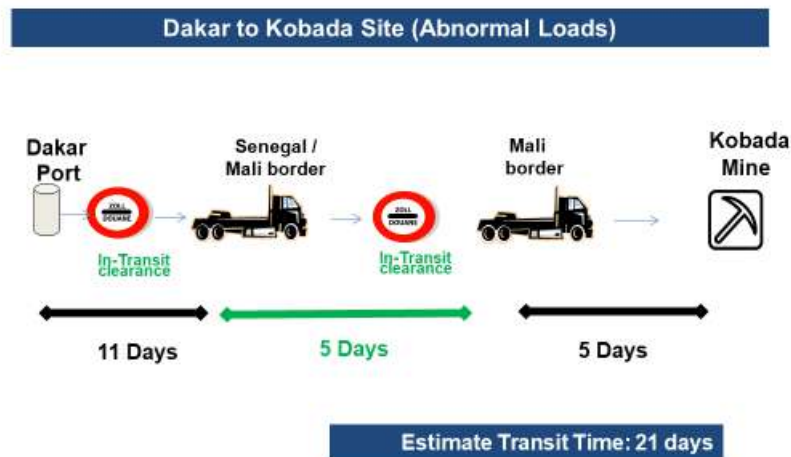 Dakar to Kobada Site (Abnormal Loads)
Dakar
Port
ZOLL
DOUANE
In-Transit
clearance
Senegal /
Mali border
ZOLL
DOUANE
In-Transit
clearance
Mali
border
Kobada
Mine
11 Days
5 Days
5 Days
Estimate Transit Time: 21 days